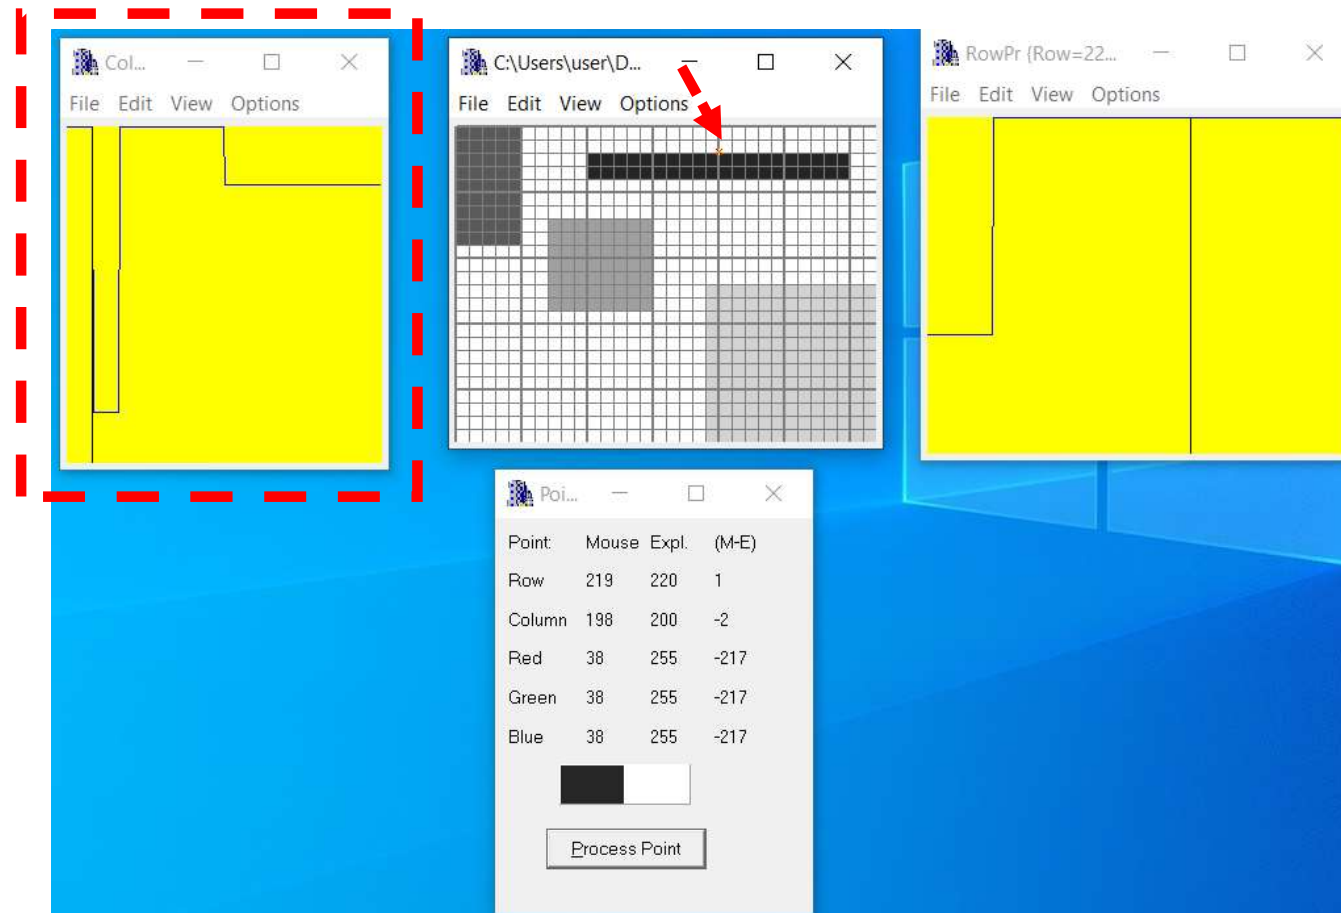 Col...
File Edit View Options
C:\Users\user\D...
File Edit View Options
RowPr {Row=22...
File Edit View Options
Poi...
Point: Mouse Expl. (M-E)
Row 219 220 1
Column 198 200 -2
Red 38 255 -217
Green 38 255 -217
Blue 38 255 -217
Process Point